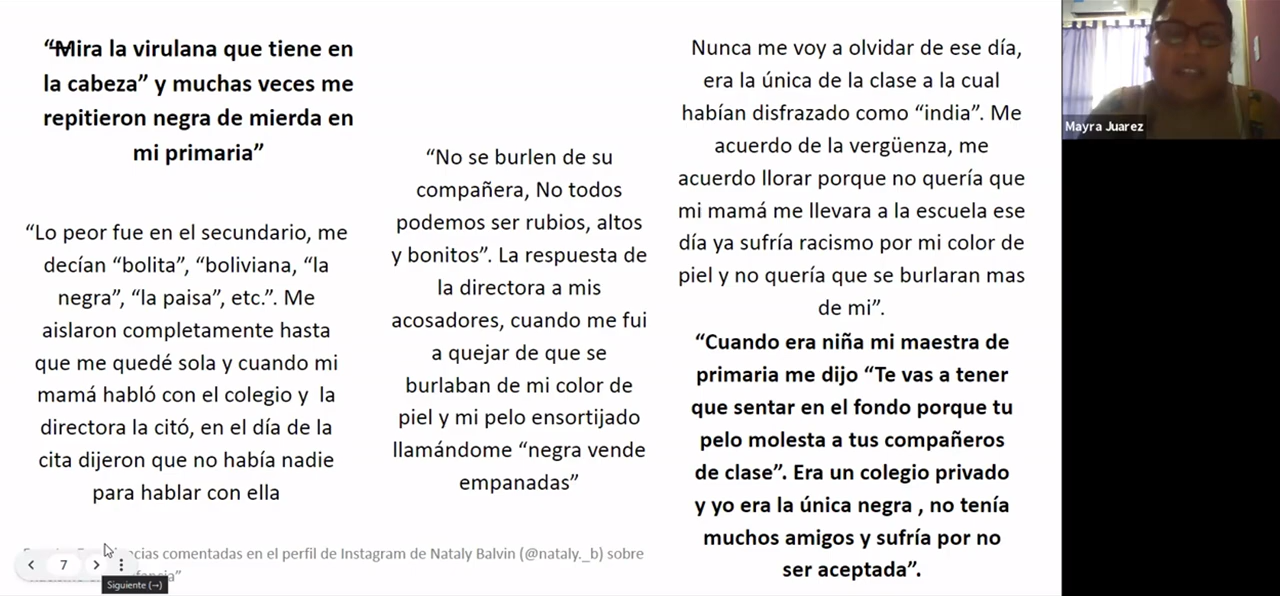 “Mira la virulana que tiene en
la cabeza” y muchas veces me
repitieron negra de mierda en
mi primaria”
“Lo peor fue en el secundario, me
decían “bolita”, “boliviana, “la
negra”, “la paisa”, etc.”. Me
aislaron completamente hasta
que me quedé sola y cuando mi
mamá habló con el colegio y la
directora la citó, en el día de la
cita dijeron que no había nadie
para hablar con ella
“No se burlen de su
compañera, No todos
podemos ser rubios, altos
y bonitos”. La respuesta de
la directora a mis
acosadores, cuando me fui
a quejar de que se
burlaban de mi color de
piel y mi pelo ensortijado
llamándome “negra vende
empanadas”
Nunca me voy a olvidar de ese día,
era la única de la clase a la cual
habían disfrazado como “india”. Me
acuerdo de la vergüenza, me
acuerdo llorar porque no quería que
mi mamá me llevara a la escuela ese
día ya sufría racismo por mi color de
piel y no quería que se burlaran mas
de mi”.
“Cuando era niña mi maestra de
primaria me dijo “Te vas a tener
que sentar en el fondo porque tu
pelo molesta a tus compañeros
de clase”. Era un colegio privado
y yo era la única negra , no tenía
muchos amigos y sufría por no
ser aceptada”.
comentadas en el perfil de Instagram de Nataly Balvin (@nataly._b) sobre
7
Siguiente (→)
Mayra Juarez